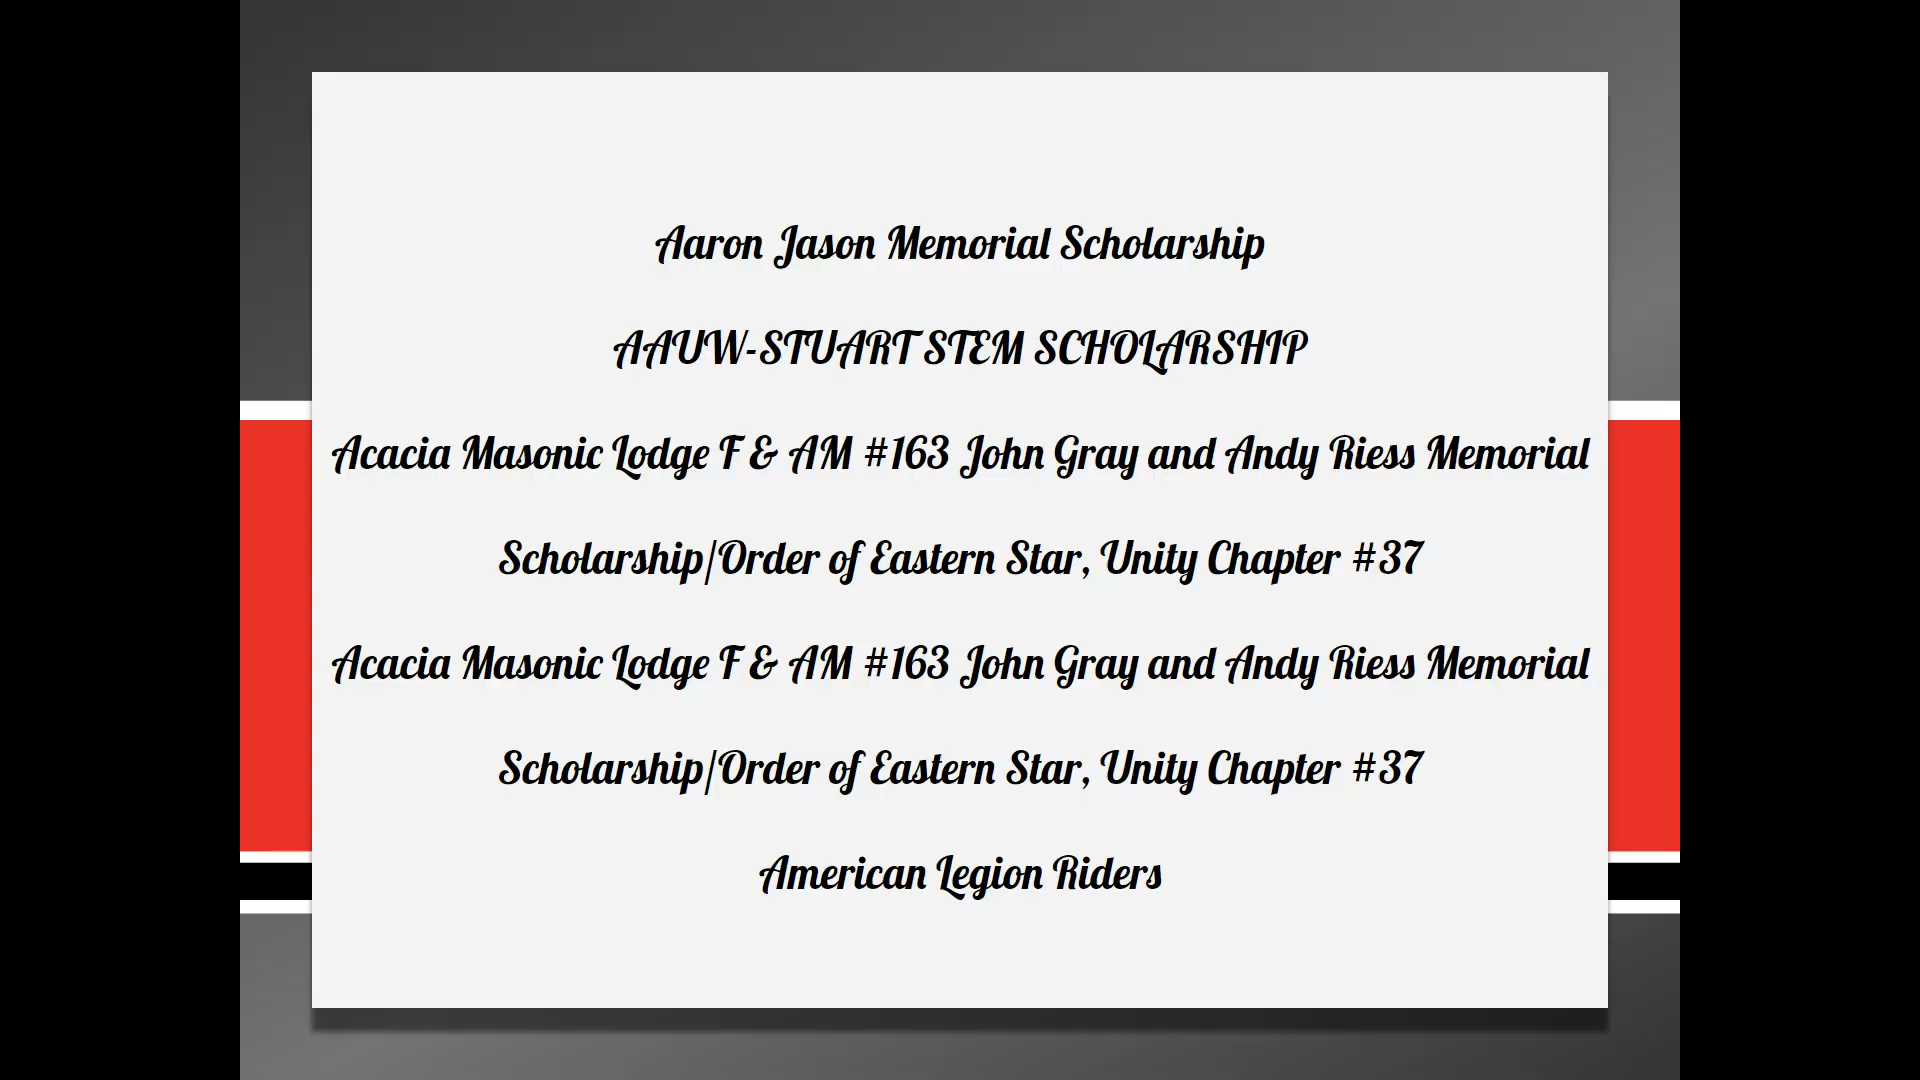 Aaron Jason Memorial Scholarship
AAUW-STUART STEM SCHOLARSHIP
Acacia Masonic Lodge F & AM #163 John Gray and Andy Riess Memorial
Scholarship/Order of Eastern Star, Unity Chapter #37
Acacia Masonic Lodge F & AM #163 John Gray and Andy Riess Memorial
Scholarship/Order of Eastern Star, Unity Chapter #37
American Legion Riders